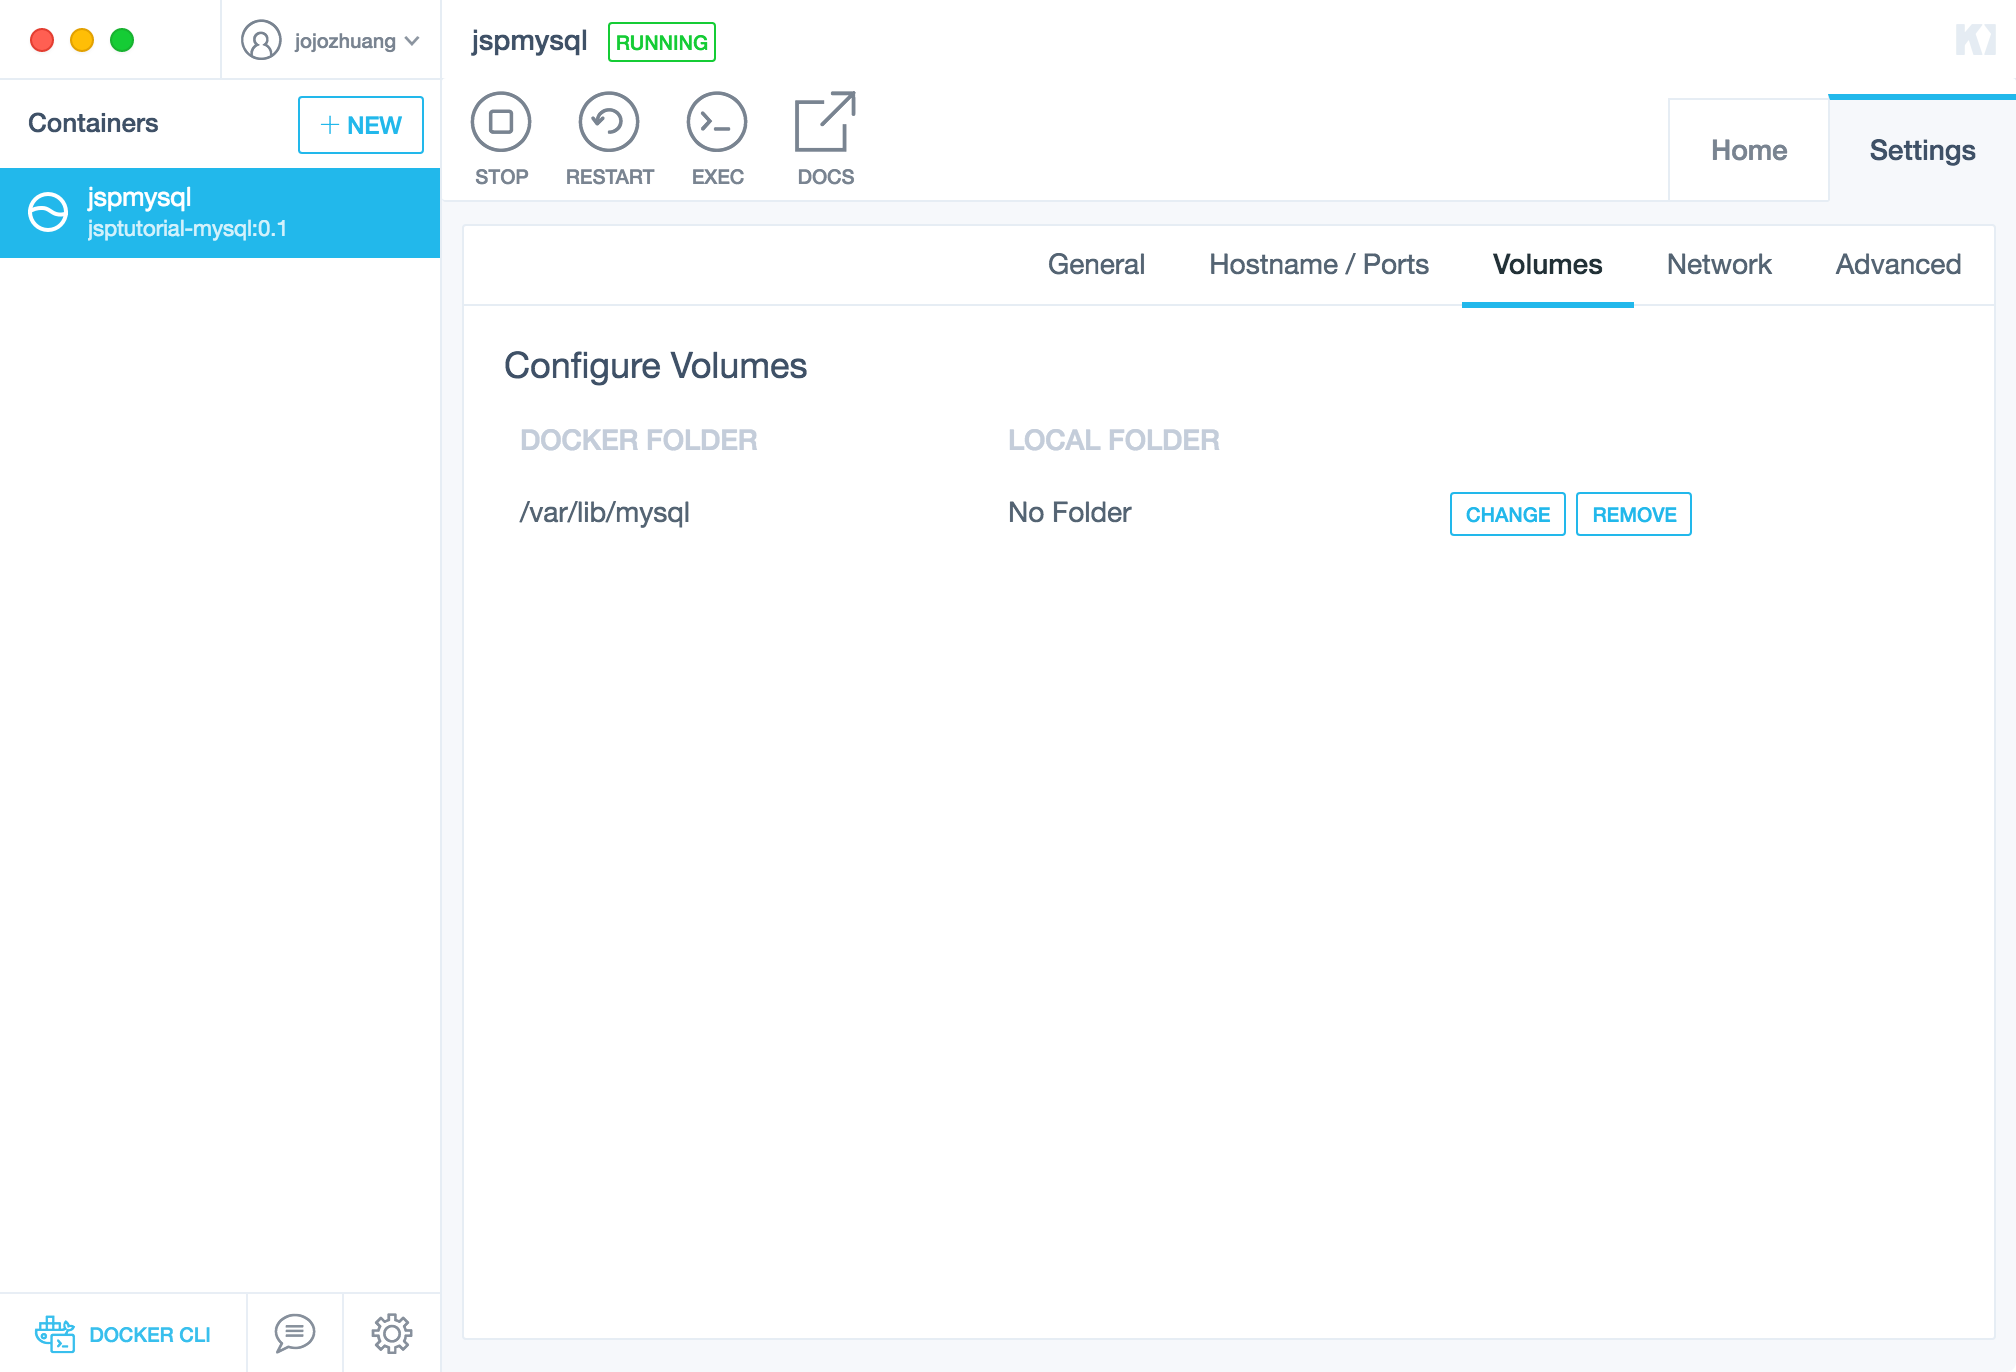 jojozhuang
jspmysql RUNNING
Containers
+ NEW
jspmysql
jsptutorial-mysql:0.1
STOP RESTART EXEC DOCS
Home Settings
General Hostname / Ports Volumes Network Advanced
Configure Volumes
DOCKER FOLDER LOCAL FOLDER
/var/lib/mysql No Folder CHANGE REMOVE
DOCKER CLI